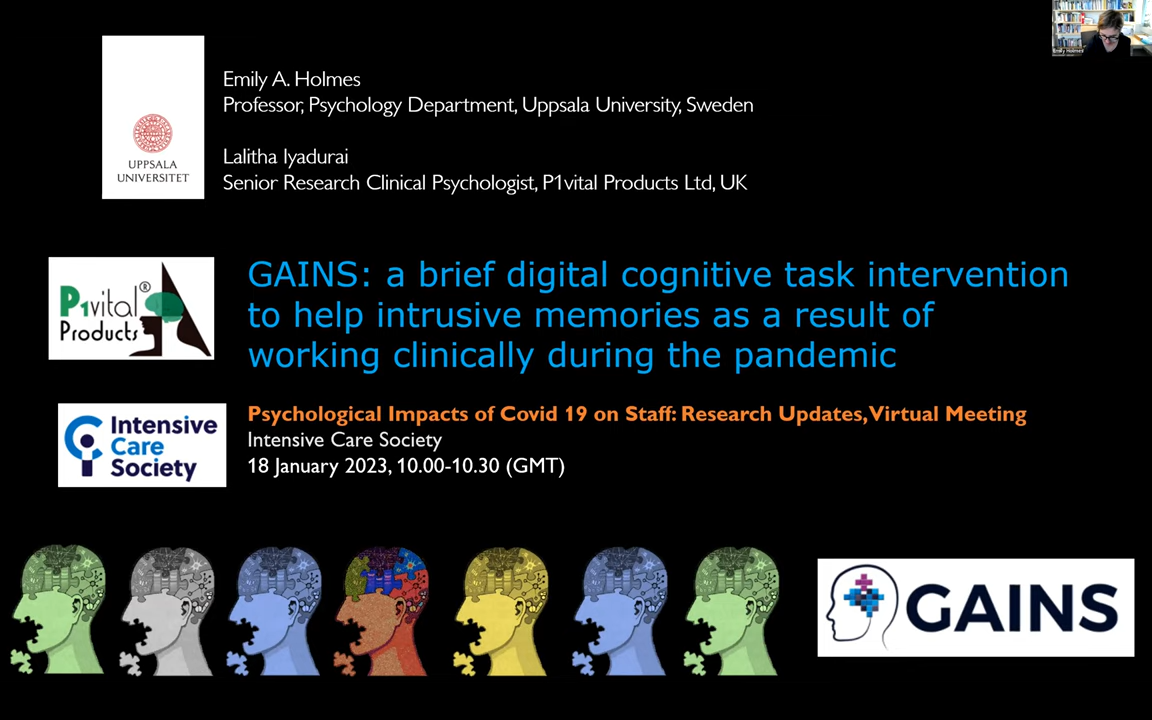 Emily Holmes
Emily A. Holmes
Professor, Psychology Department, Uppsala University, Sweden
Lalitha Iyadurai
Senior Research Clinical Psychologist, P1vital Products Ltd, UK
UPPSALA
UNIVERSITET
P1vital®
Products
GAINS: a brief digital cognitive task intervention
to help intrusive memories as a result of
working clinically during the pandemic
Intensive
Care
Society
Psychological Impacts of Covid 19 on Staff: Research Updates, Virtual Meeting
Intensive Care Society
18 January 2023, 10.00-10.30 (GMT)
GAINS